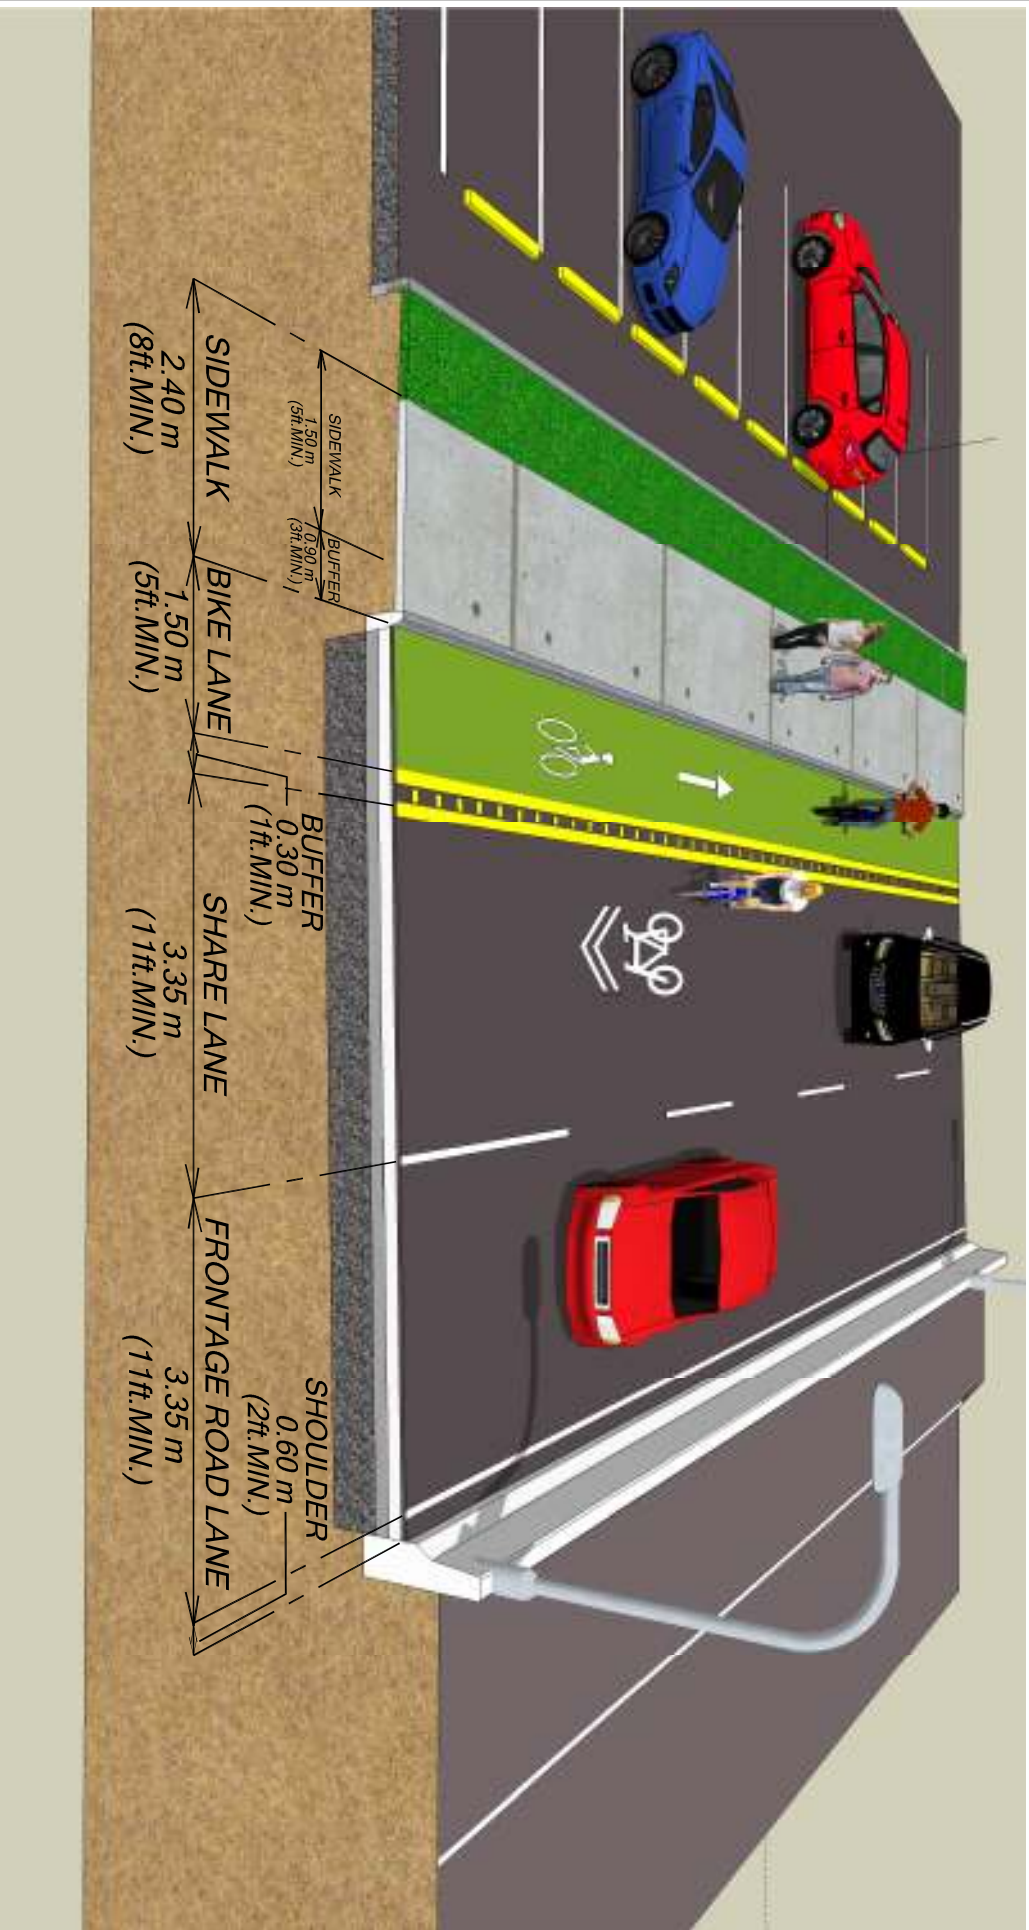 SIDEWALK
1.50 m
(5ft.MIN.)
BUFFER
0.90 m
(3ft.MIN.)
SIDEWALK
2.40 m
(8ft.MIN.)
BIKE LANE
1.50 m
(5ft.MIN.)
BUFFER
0.30 m
(1ft.MIN.)
SHARE LANE
3.35 m
(11ft.MIN.)
SHOULDER
0.60 m
(2ft.MIN.)
FRONTAGE ROAD LANE
3.35 m
(11ft.MIN.)